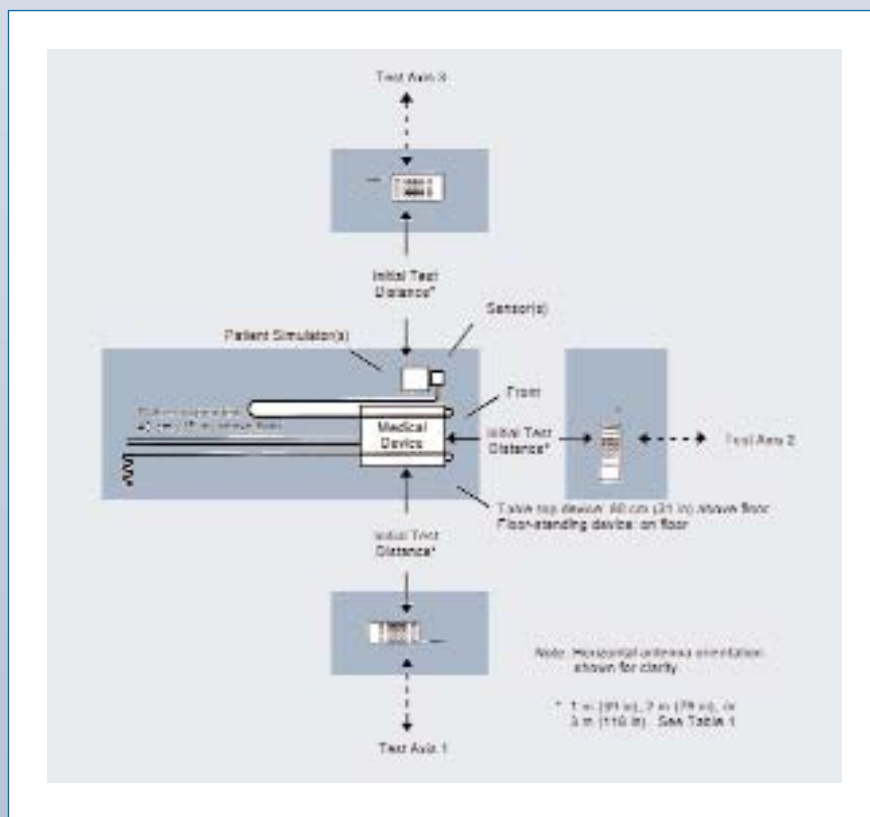 Test Axis 3
Initial Test
Distance*
Sensor(s)
Patient Simulator(s)
Front
Medical
Device
Initial Test
Distance*
Test Axis 2
Table top device: 80 cm (31 in) above floor
Floor-standing device: on floor
Initial Test
Distance*
Note: Horizontal antenna orientation
shown for clarity.
* 1 m (39 in), 2 m (79 in), or
3 m (118 in). See Table 1
Test Axis 1